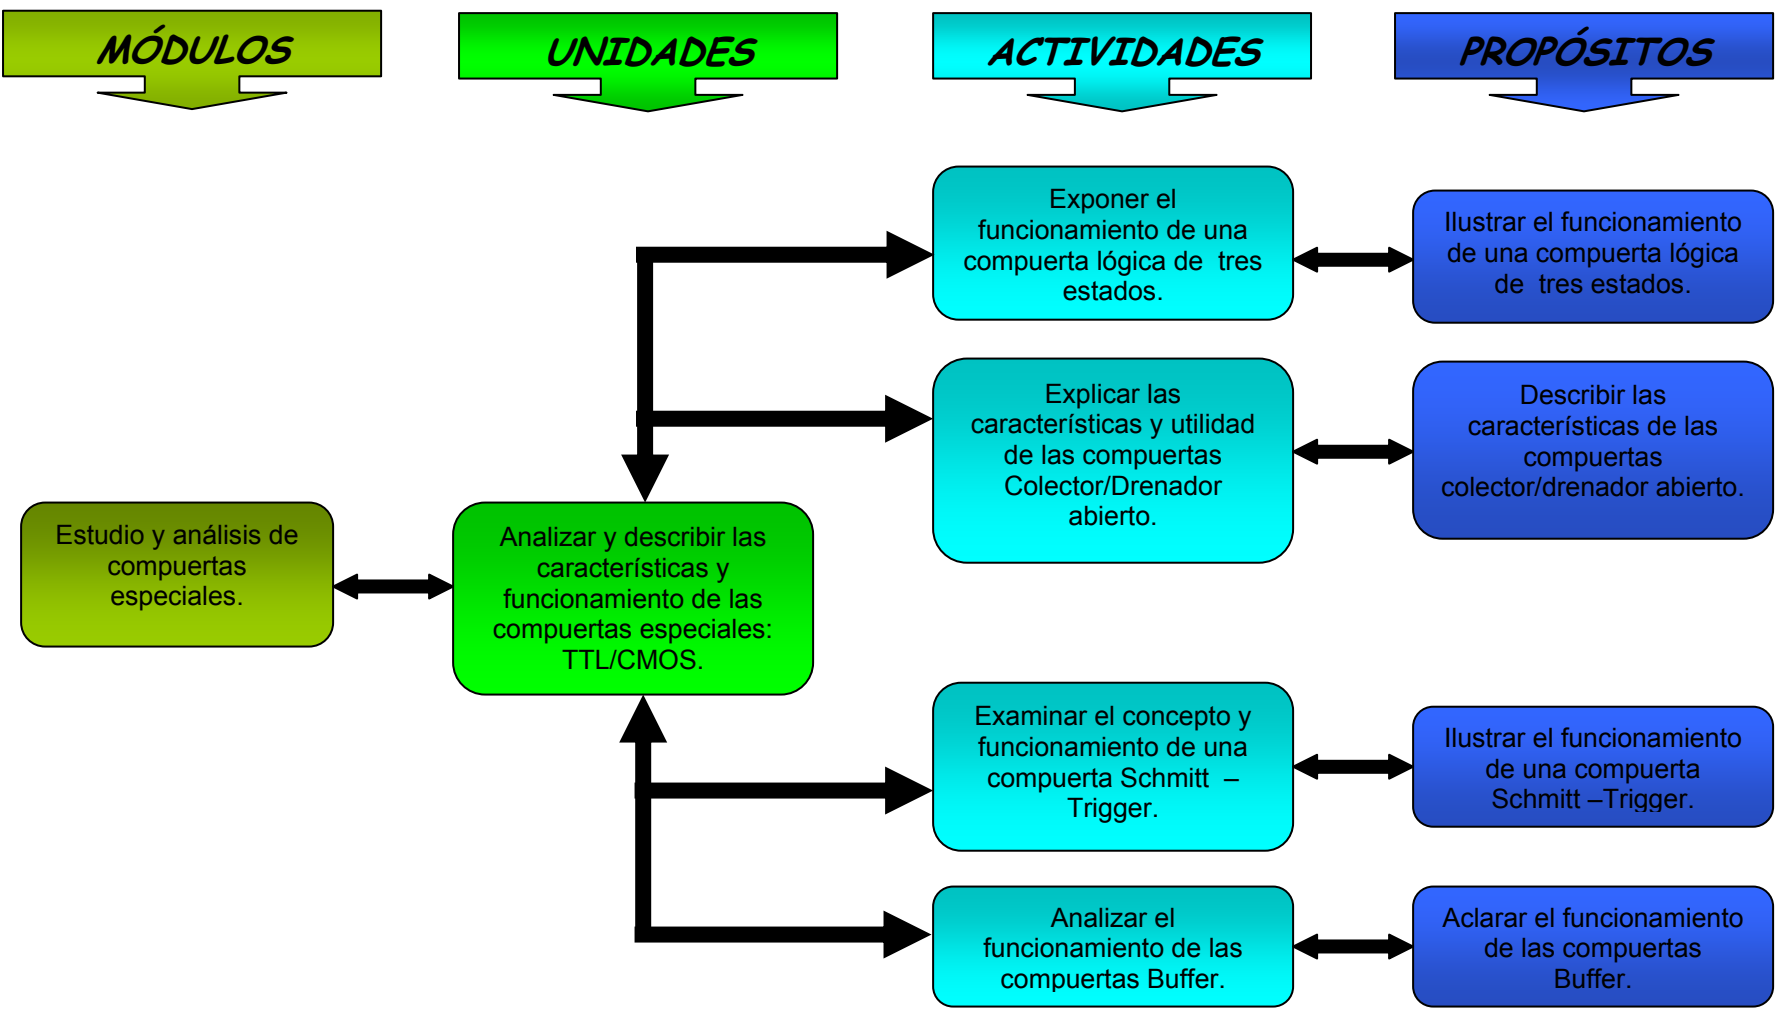 MÓDULOS
UNIDADES
ACTIVIDADES
PROPÓSITOS
Exponer el
funcionamiento de una
compuerta lógica de tres
estados.
Ilustrar el funcionamiento
de una compuerta lógica
de tres estados.
Explicar las
características y utilidad
de las compuertas
Colector/Drenador
abierto.
Describir las
características de las
compuertas
colector/drenador abierto.
Estudio y análisis de
compuertas
especiales.
Analizar y describir las
características y
funcionamiento de las
compuertas especiales:
TTL/CMOS.
Examinar el concepto y
funcionamiento de una
compuerta Schmitt –
Trigger.
Ilustrar el funcionamiento
de una compuerta
Schmitt –Trigger.
Analizar el
funcionamiento de las
compuertas Buffer.
Aclarar el funcionamiento
de las compuertas
Buffer.